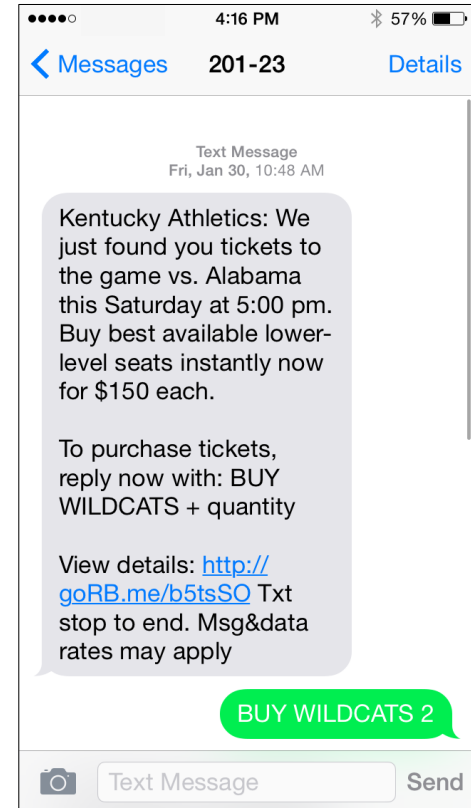 4:16 PM
57%
Messages
201-23
Details
Text Message
Fri, Jan 30, 10:48 AM
Kentucky Athletics: We
just found you tickets to
the game vs. Alabama
this Saturday at 5:00 pm.
Buy best available lower-
level seats instantly now
for $150 each.
To purchase tickets,
reply now with: BUY
WILDCATS + quantity
View details: http://
goRB.me/b5tsSO Txt
stop to end. Msg&data
rates may apply
BUY WILDCATS 2
Text Message
Send